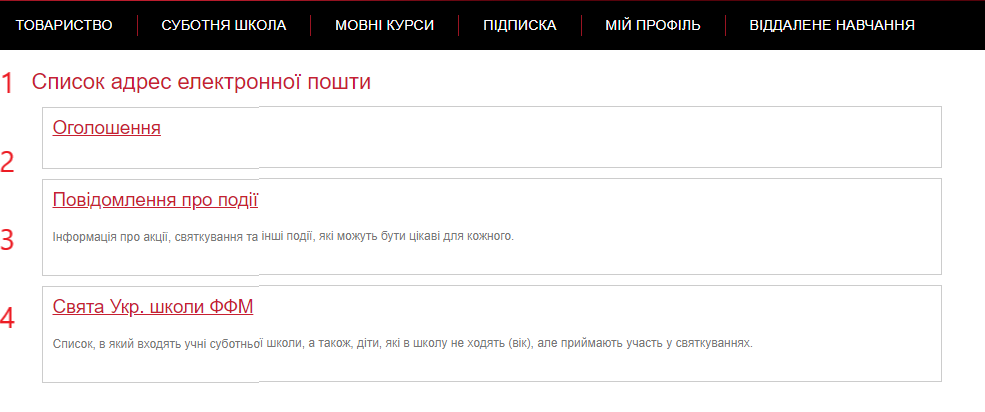 ТОВАРИСТВО СУБОТНЯ ШКОЛА МОВНІ КУРСИ ПІДПИСКА МІЙ ПРОФІЛЬ ВІДДАЛЕНЕ НАВЧАННЯ
1 Список адрес електронної пошти
Оголошення
2
Повідомлення про події
3 Інформація про акції, святкування та інші події, які можуть бути цікаві для кожного.
Свята Укр. школи ФФМ
4
Список, в який входять учні суботньої школи, а також, діти, які в школу не ходять (вік), але приймають участь у святкуваннях.